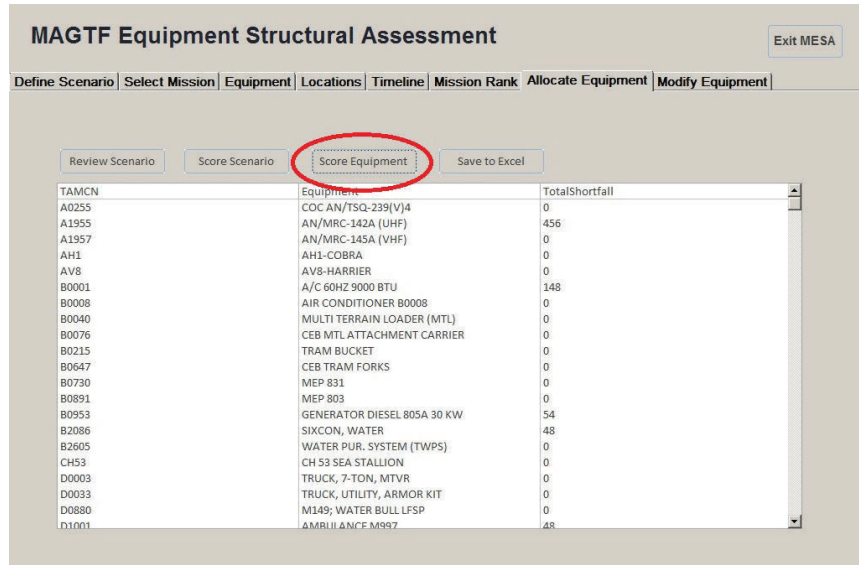 MAGTF Equipment Structural Assessment
Exit MESA
Define Scenario Select Mission Equipment Locations Timeline Mission Rank Allocate Equipment Modify Equipment
Review Scenario Score Scenario Score Equipment Save to Excel
TAMCN Equipment TotalShortfall
A0255 COC AN/TSQ-239(V)4 0
A1955 AN/MRC-142A (UHF) 456
A1957 AN/MRC-145A (VHF) 0
AH1 AH1-COBRA 0
AV8 AV8-HARRIER 0
B0001 A/C 60HZ 9000 BTU 148
B0008 AIR CONDITIONER B0008 0
B0040 MULTI TERRAIN LOADER (MTL) 0
B0076 CEB MTL ATTACHMENT CARRIER 0
B0215 TRAM BUCKET 0
B0647 CEB TRAM FORKS 0
B0730 MEP 831 0
B0891 MEP 803 0
B0953 GENERATOR DIESEL 805A 30 KW 54
B2086 SIXCON, WATER 48
B2605 WATER PUR. SYSTEM (TWPS) 0
CH53 CH 53 SEA STALLION 0
D0003 TRUCK, 7-TON, MTVR 0
D0033 TRUCK, UTILITY, ARMOR KIT 0
D0880 M149; WATER BULL LFSP 0
D1001 AMBULANCE M997 48